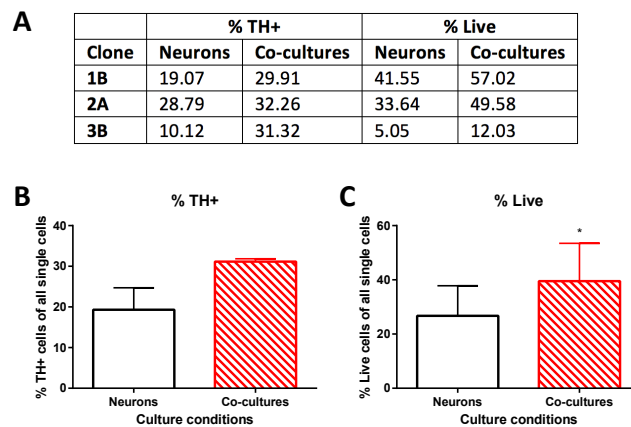 A
% TH+ % Live
Clone Neurons Co-cultures Neurons Co-cultures
1B 19.07 29.91 41.55 57.02
2A 28.79 32.26 33.64 49.58
3B 10.12 31.32 5.05 12.03
B
% TH+
% TH+ cells of all single cells
40
30
20
10
0
Neurons Co-cultures
Culture conditions
C
% Live
% Live cells of all single cells
60
40
20
0
*
Neurons Co-cultures
Culture conditions